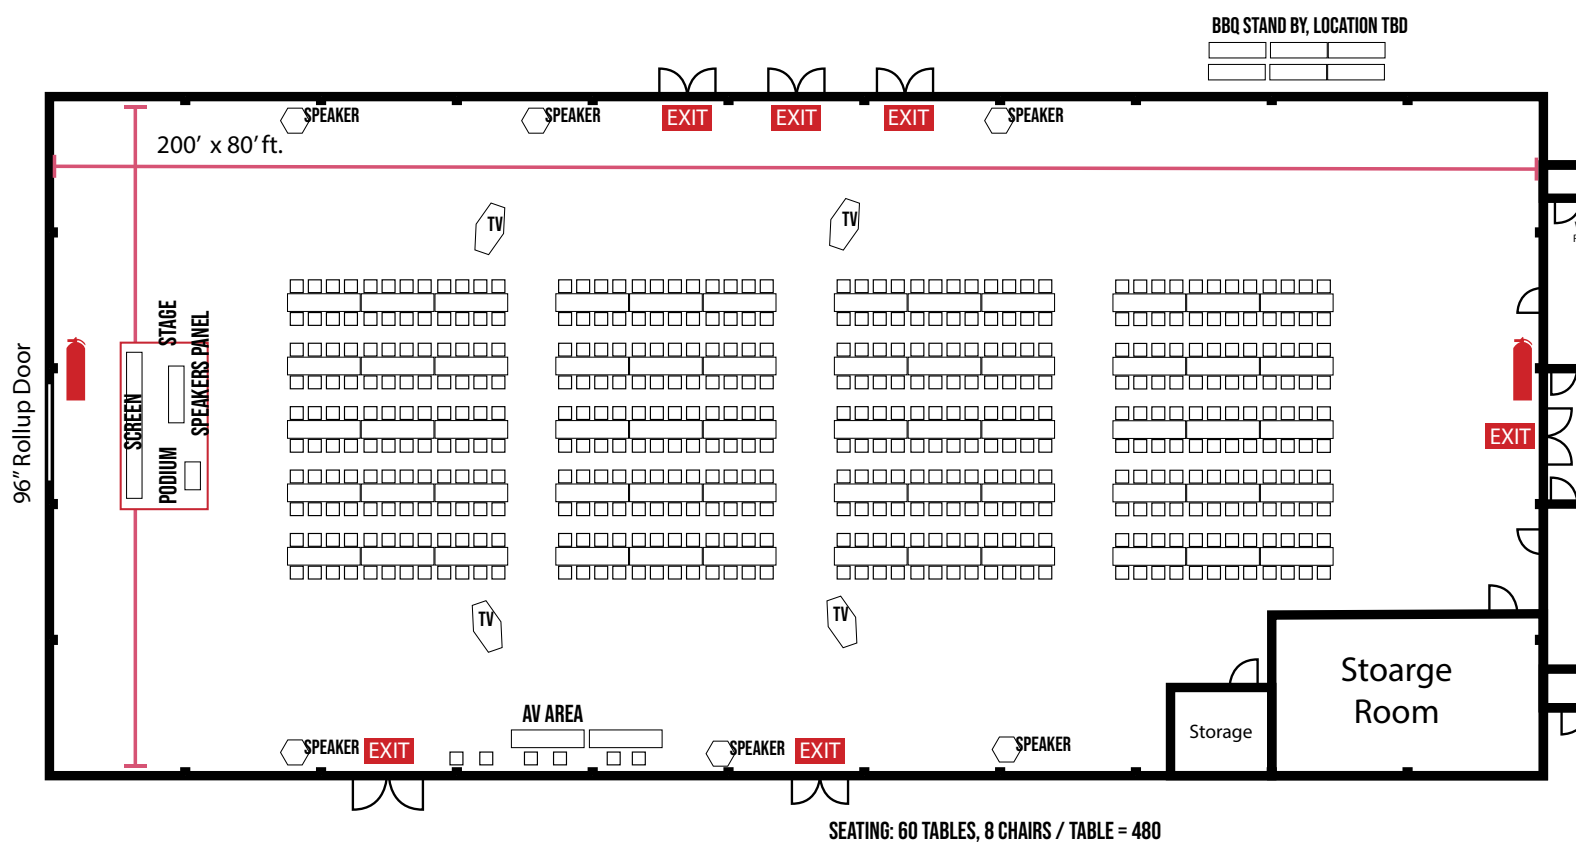 BBQ STAND BY, LOCATION TBD
SPEAKER
SPEAKER
EXIT
EXIT
EXIT
SPEAKER
200' x 80' ft.
TV
TV
96" Rollup Door
SCREEN
STAGE
SPEAKERS PANEL
PODIUM
EXIT
TV
TV
Stoarge
Room
Storage
AV AREA
SPEAKER
EXIT
SPEAKER
EXIT
SPEAKER
SEATING: 60 TABLES, 8 CHAIRS / TABLE = 480